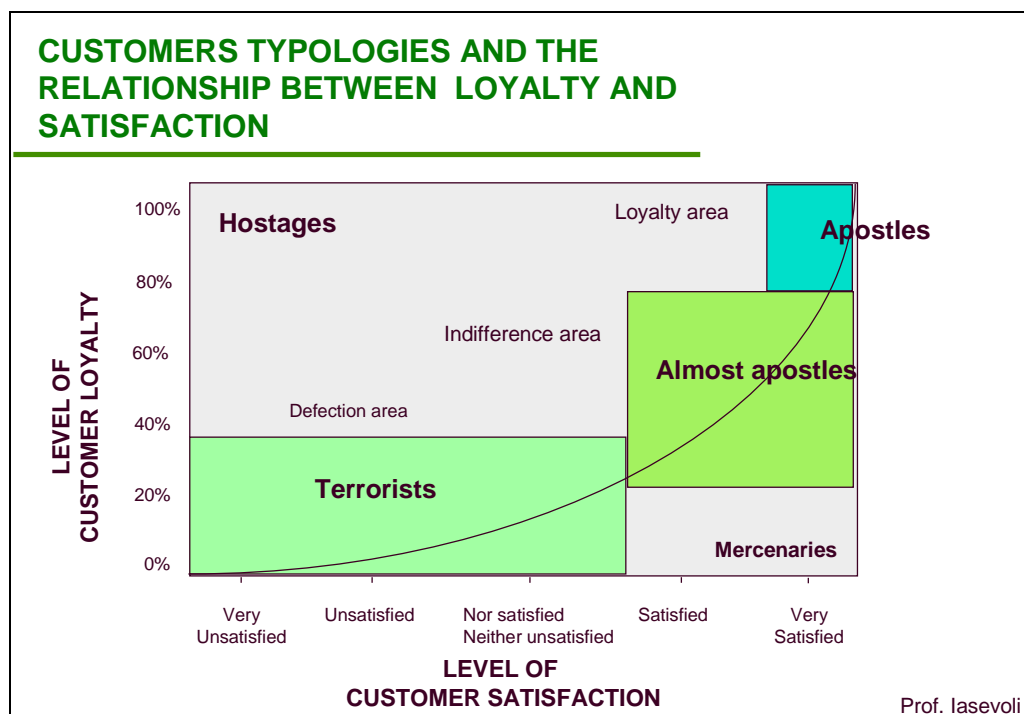 CUSTOMERS TYPOLOGIES AND THE
RELATIONSHIP BETWEEN LOYALTY AND
SATISFACTION
LEVEL OF
CUSTOMER LOYALTY
100%
80%
60%
40%
20%
0%
Hostages
Loyalty area
Apostles
Indifference area
Almost apostles
Defection area
Terrorists
Mercenaries
Very
Unsatisfied
Unsatisfied
Nor satisfied
Neither unsatisfied
Satisfied
Very
Satisfied
LEVEL OF
CUSTOMER SATISFACTION
Prof. Iasevoli